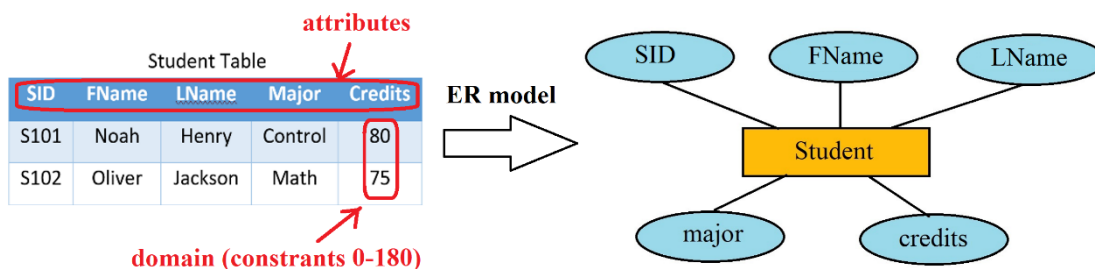 attributes
Student Table
SID FName LName Major Credits
S101 Noah Henry Control 80
S102 Oliver Jackson Math 75
domain (constrants 0-180)
ER model
SID FName LName
Student
major credits